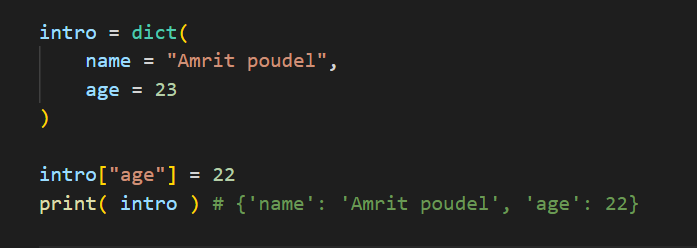 intro = dict(
    name = "Amrit poudel",
    age = 23
)
intro["age"] = 22
print( intro ) # {'name': 'Amrit poudel', 'age': 22}